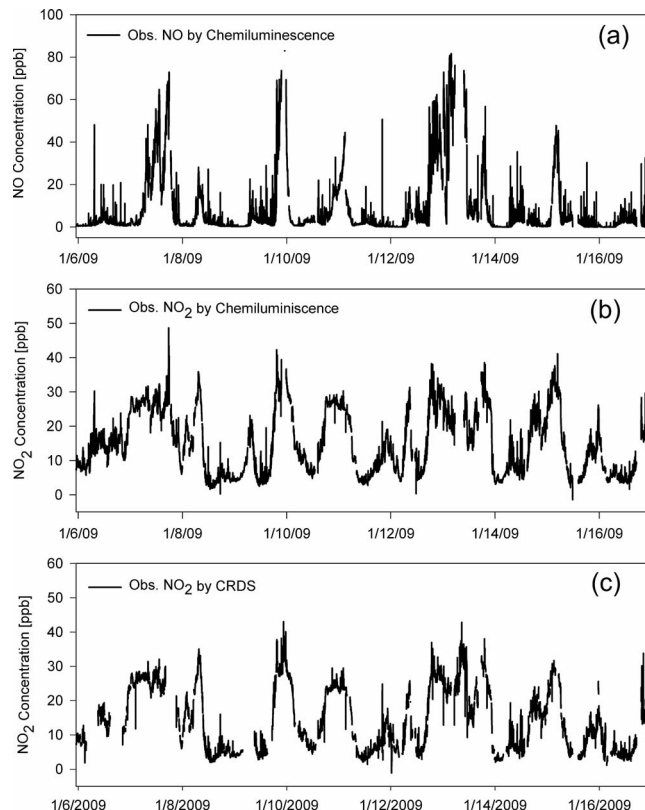 Obs. NO by Chemiluminescence
(a)
NO Concentration [ppb]
100
80
60
40
20
0
1/6/09 1/8/09 1/10/09 1/12/09 1/14/09 1/16/09
Obs. NO2 by Chemiluminiscence
(b)
NO2 Concentration [ppb]
60
50
40
30
20
10
0
1/6/09 1/8/09 1/10/09 1/12/09 1/14/09 1/16/09
Obs. NO2 by CRDS
(c)
NO2 Concentration [ppb]
60
50
40
30
20
10
0
1/6/2009 1/8/2009 1/10/2009 1/12/2009 1/14/2009 1/16/2009